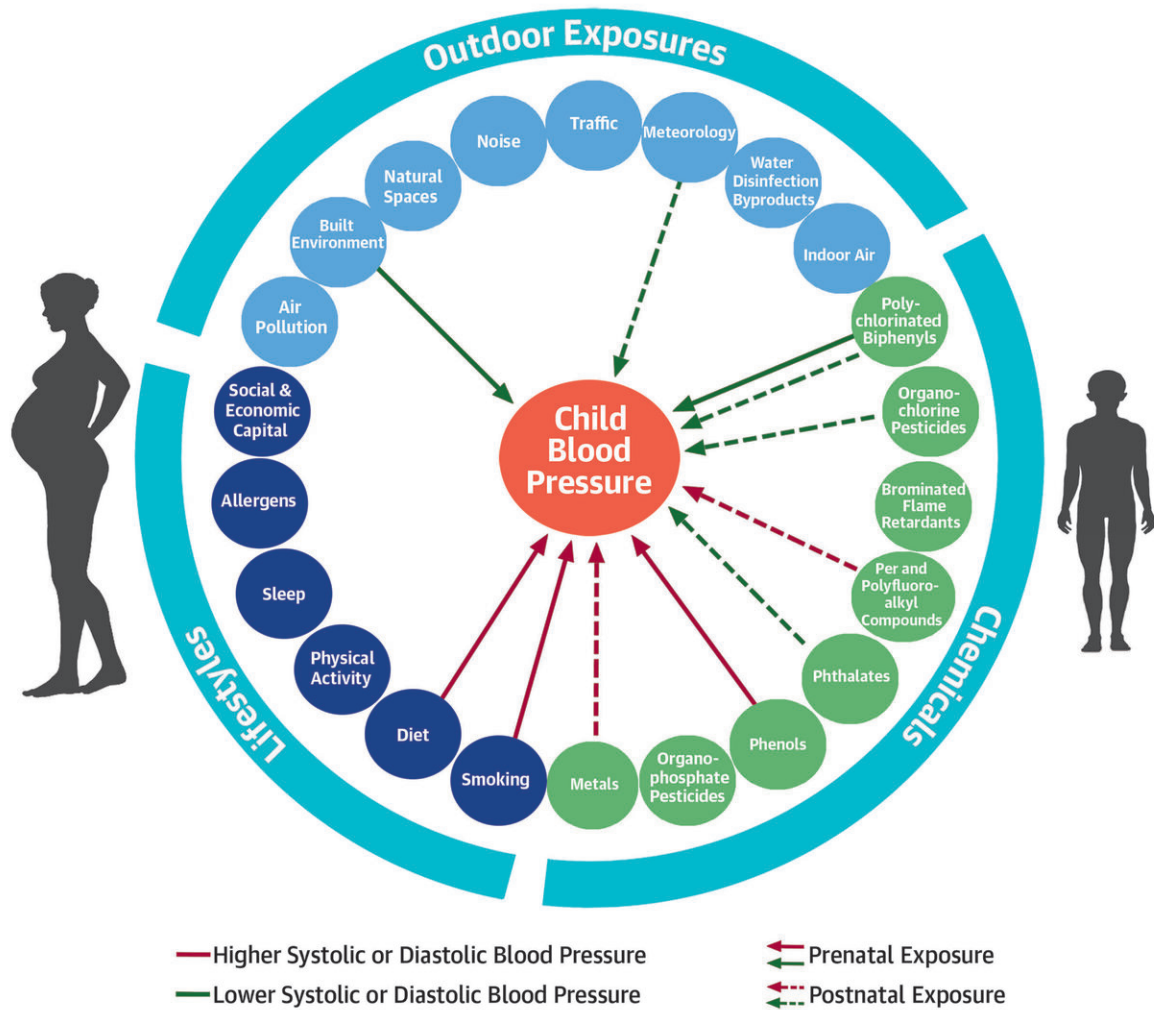 Outdoor Exposures
Traffic
Noise
Meteorology
Natural
Spaces
Water
Disinfection
Byproducts
Built
Environment
Indoor Air
Air
Pollution
Poly-
chlorinated
Biphenyls
Social &
Economic
Capital
Organo-
chlorine
Pesticides
Child
Blood
Pressure
Allergens
Brominated
Flame
Retardants
Sleep
Per and
Polyfluoro-
alkyl
Compounds
Physical
Activity
Phthalates
Diet
Phenols
Smoking
Metals
Organo-
phosphate
Pesticides
Lifestyles
Chemicals
Higher Systolic or Diastolic Blood Pressure
Prenatal Exposure
Lower Systolic or Diastolic Blood Pressure
Postnatal Exposure